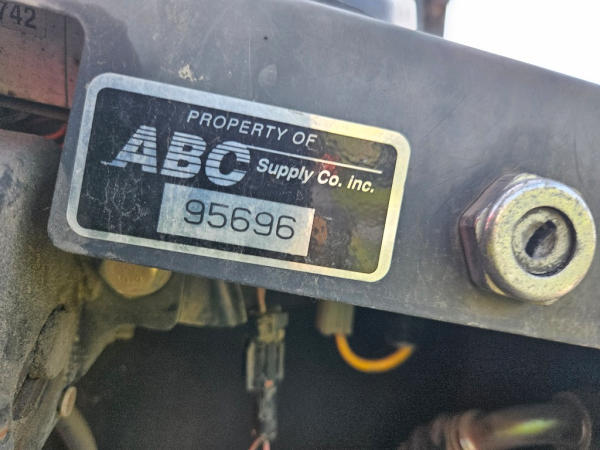 742
PROPERTY OF
ABC Supply Co. Inc.
95696